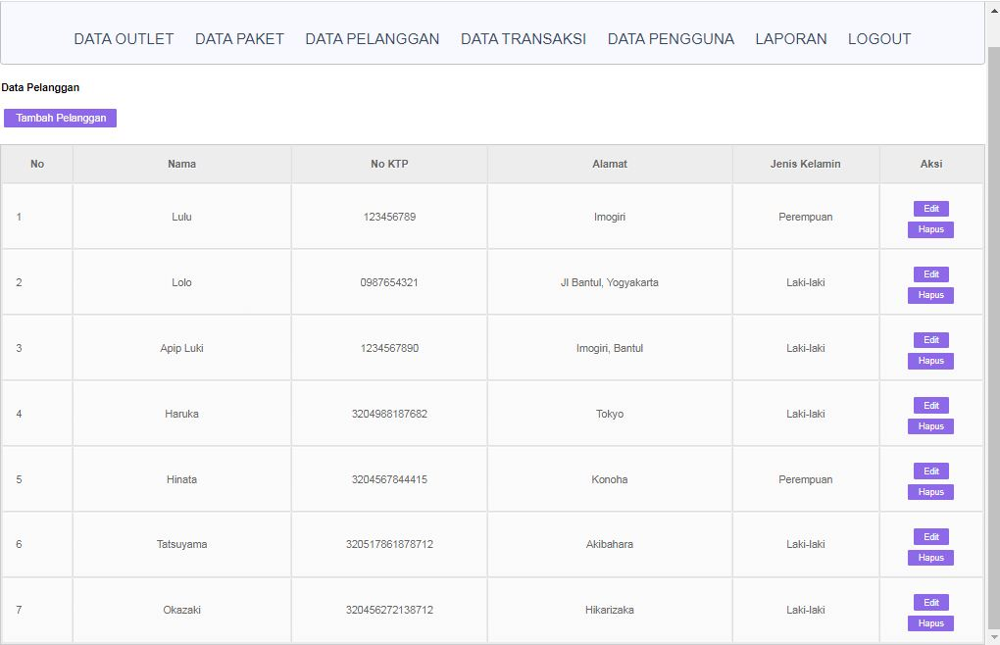 DATA OUTLET DATA PAKET DATA PELANGGAN DATA TRANSAKSI DATA PENGGUNA LAPORAN LOGOUT
Data Pelanggan
Tambah Pelanggan
No Nama No KTP Alamat Jenis Kelamin Aksi
1 Lulu 123456789 Imogiri Perempuan Edit
Hapus
2 Lolo 0987654321 Jl Bantul, Yogyakarta Laki-laki Edit
Hapus
3 Apip Luki 1234567890 Imogiri, Bantul Laki-laki Edit
Hapus
4 Haruka 3204988187682 Tokyo Laki-laki Edit
Hapus
5 Hinata 3204567844415 Konoha Perempuan Edit
Hapus
6 Tatsuyama 320517861878712 Akibahara Laki-laki Edit
Hapus
7 Okazaki 320456272138712 Hikarizaka Laki-laki Edit
Hapus